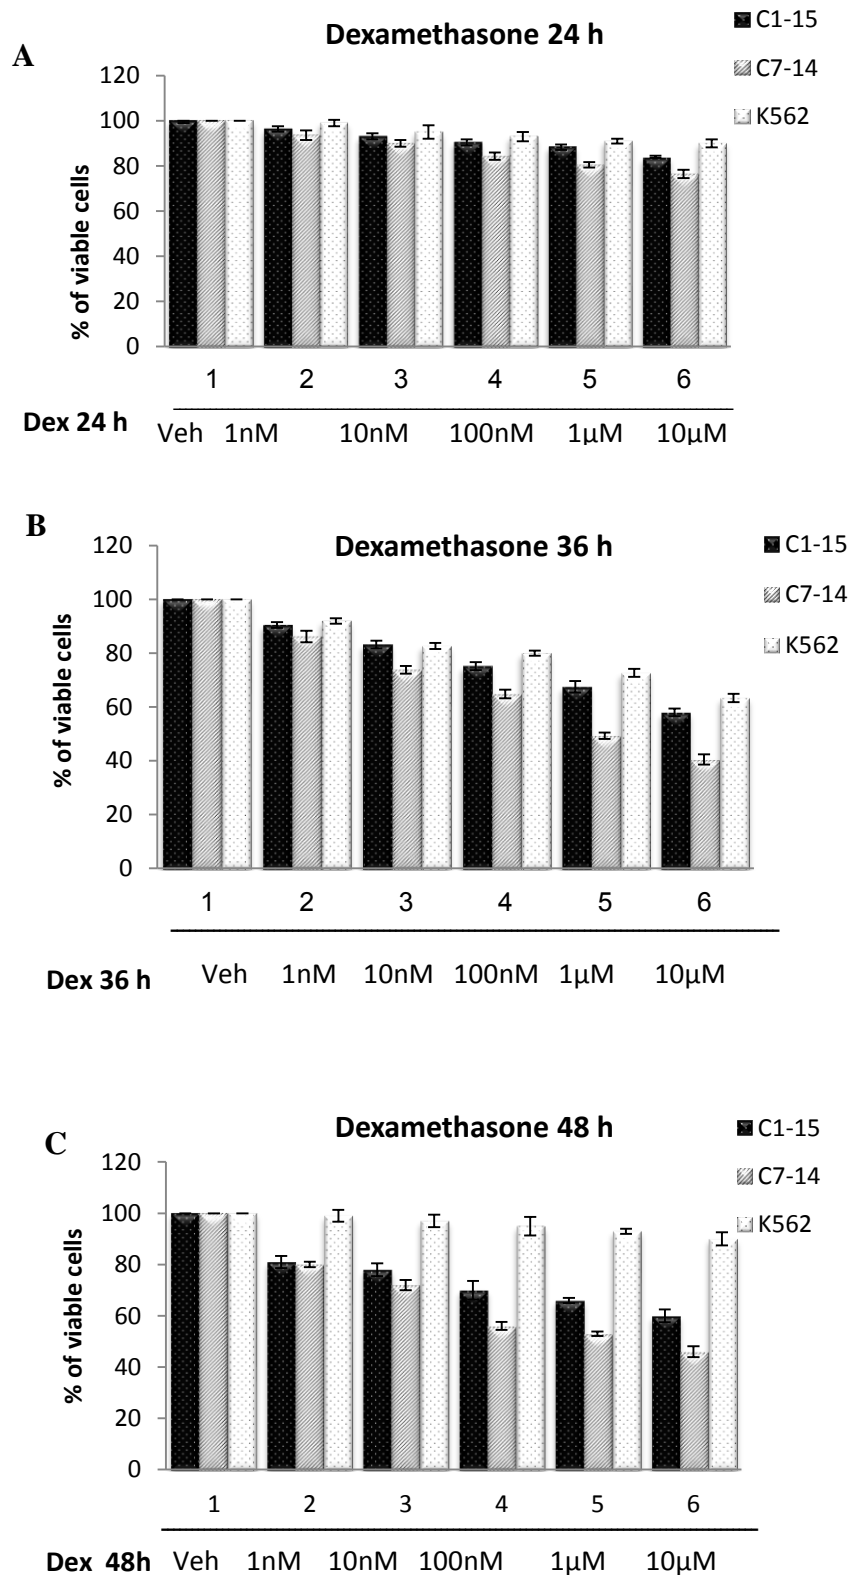 A
Dexamethasone 24 h
C1-15
C7-14
K562
% of viable cells
120
100
80
60
40
20
0
1 2 3 4 5 6
Dex 24 h Veh 1nM 10nM 100nM 1µM 10µM
B
Dexamethasone 36 h
C1-15
C7-14
K562
% of viable cells
120
100
80
60
40
20
0
1 2 3 4 5 6
Dex 36 h Veh 1nM 10nM 100nM 1µM 10µM
C
Dexamethasone 48 h
C1-15
C7-14
K562
% of viable cells
120
100
80
60
40
20
0
1 2 3 4 5 6
Dex 48h Veh 1nM 10nM 100nM 1µM 10µM